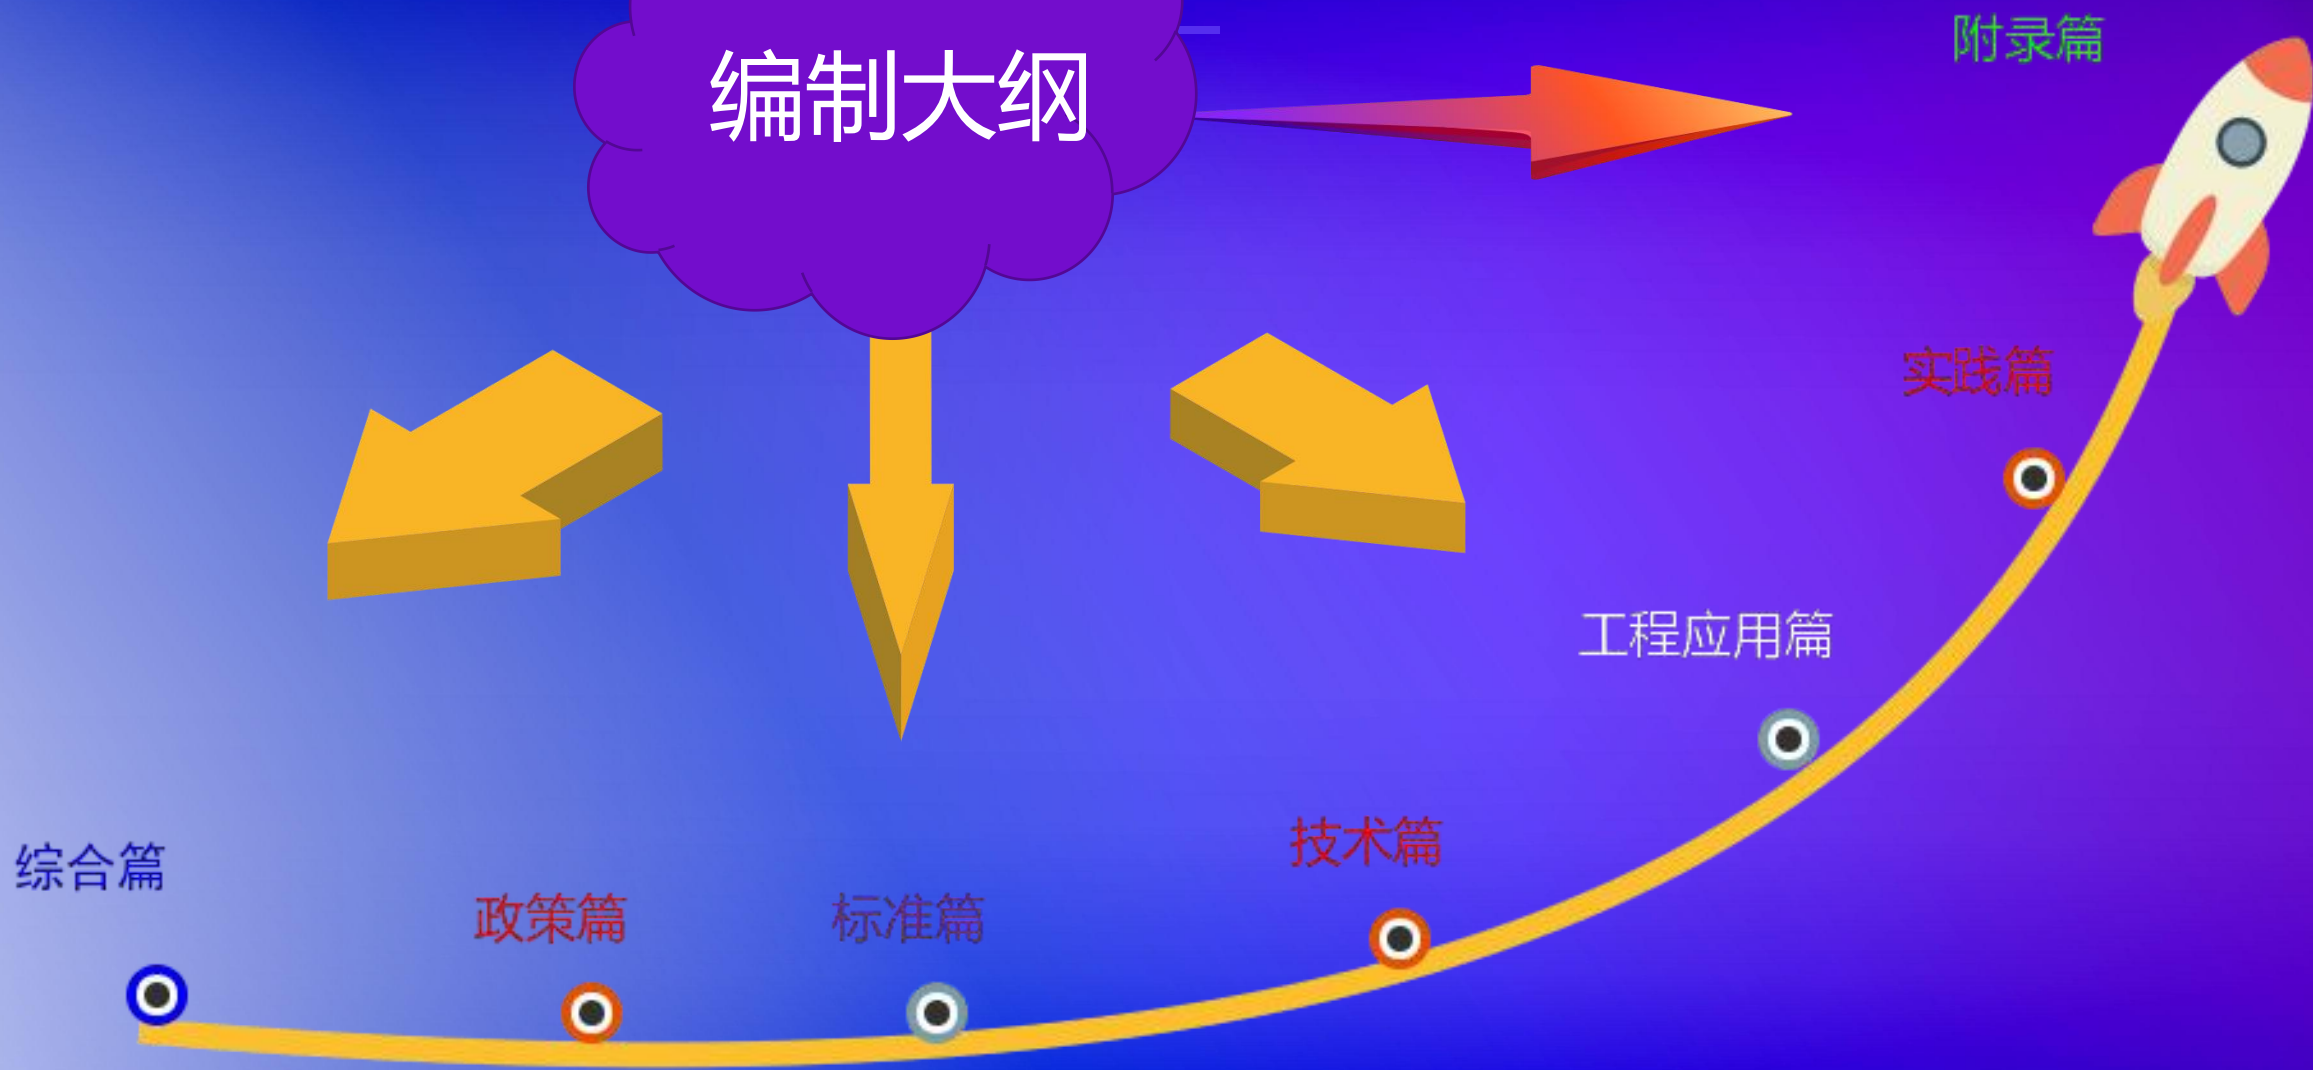 编制大纲
附录篇
实践篇
工程应用篇
技术篇
综合篇
政策篇
标准篇